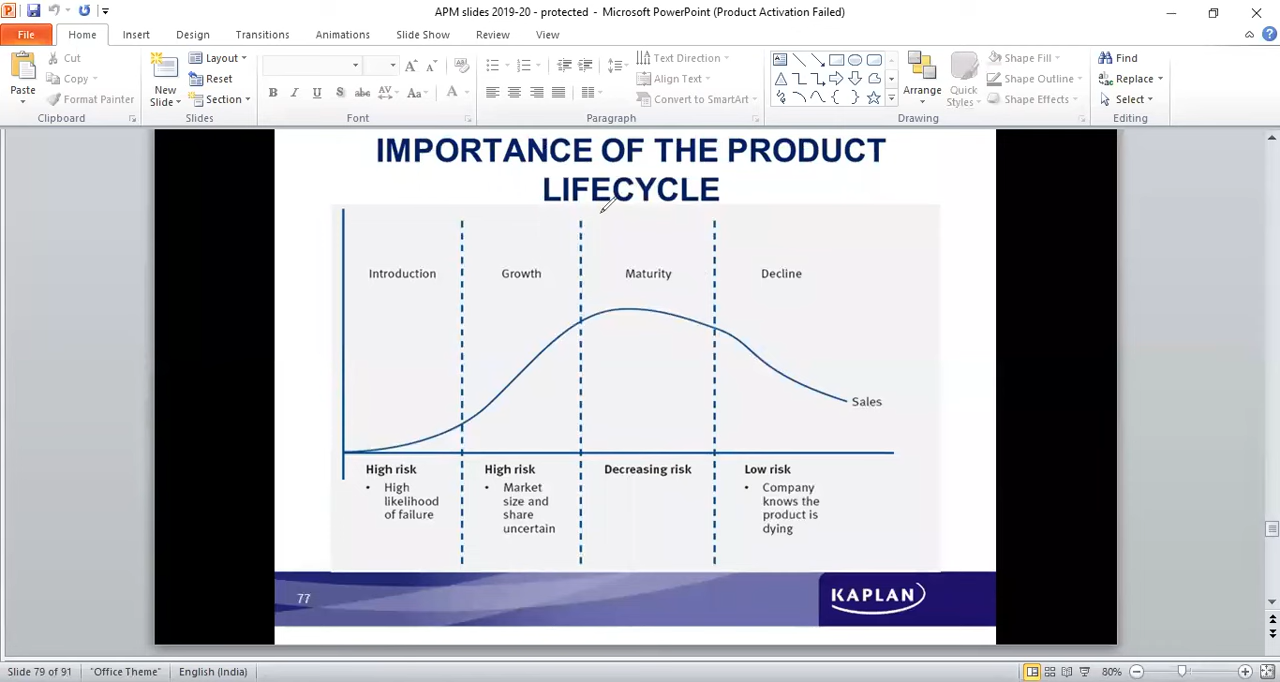 APM slides 2019-20 - protected - Microsoft PowerPoint (Product Activation Failed)
File Home Insert Design Transitions Animations Slide Show Review View
Paste
Cut
Copy
Format Painter
Clipboard
New
Slide
Layout
Reset
Section
Slides
Font
Text Direction
Align Text
Convert to SmartArt
Paragraph
Arrange
Quick
Styles
Shape Fill
Shape Outline
Shape Effects
Drawing
Find
Replace
Select
Editing
IMPORTANCE OF THE PRODUCT
LIFECYCLE
Introduction Growth Maturity Decline
Sales
High risk
• High
likelihood
of failure
High risk
• Market
size and
share
uncertain
Decreasing risk
Low risk
• Company
knows the
product is
dying
77
KAPLAN
Slide 79 of 91 "Office Theme" English (India) 80%